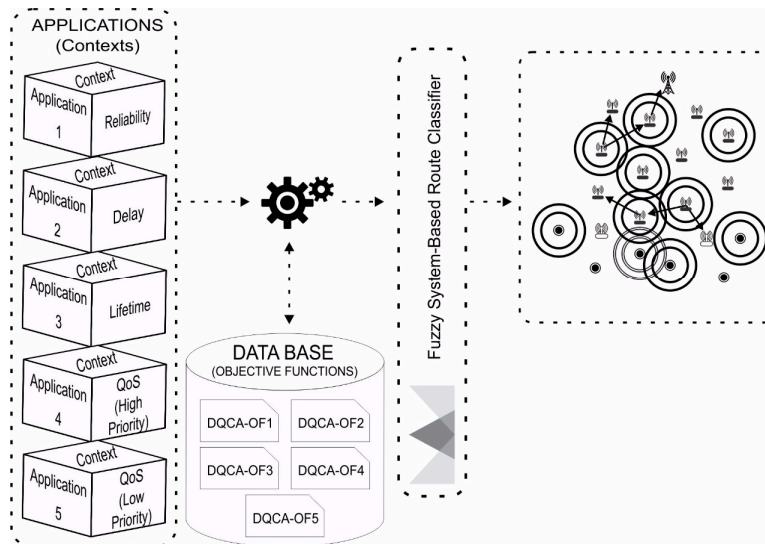 APPLICATIONS
(Contexts)
Context
Application
1
Reliability
Context
Application
2
Delay
Context
Application
3
Lifetime
Context
Application
4
QoS
(High
Priority)
Context
Application
5
QoS
(Low
Priority)
DATA BASE
(OBJECTIVE FUNCTIONS)
DQCA-OF1
DQCA-OF2
DQCA-OF3
DQCA-OF4
DQCA-OF5
Fuzzy System-Based Route Classifier